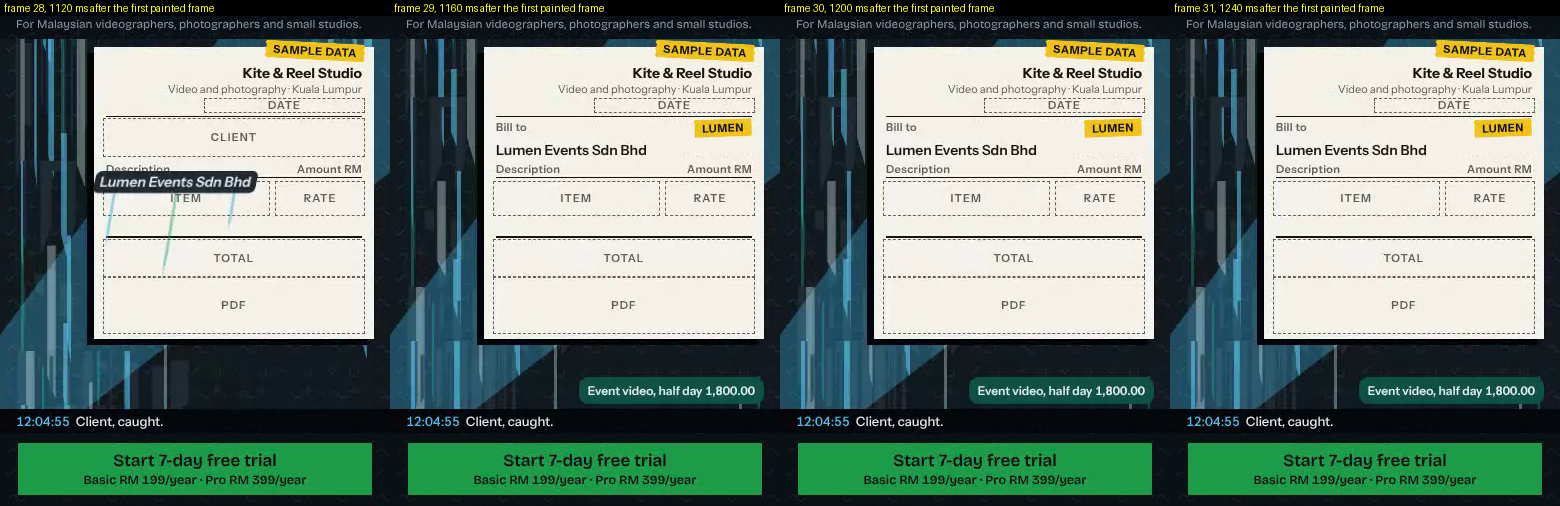 frame 28, 1120 ms after the first painted frame
For Malaysian videographers, photographers and small studios.
SAMPLE DATA
Kite & Reel Studio
Video and photography · Kuala Lumpur
DATE
CLIENT
Description
Amount RM
Lumen Events Sdn Bhd
ITEM
RATE
TOTAL
PDF
12:04:55 Client, caught.
Start 7-day free trial
Basic RM 199/year · Pro RM 399/year
frame 29, 1160 ms after the first painted frame
For Malaysian videographers, photographers and small studios.
SAMPLE DATA
Kite & Reel Studio
Video and photography · Kuala Lumpur
DATE
Bill to
LUMEN
Lumen Events Sdn Bhd
Description
Amount RM
ITEM
RATE
TOTAL
PDF
Event video, half day 1,800.00
12:04:55 Client, caught.
Start 7-day free trial
Basic RM 199/year · Pro RM 399/year
frame 30, 1200 ms after the first painted frame
For Malaysian videographers, photographers and small studios.
SAMPLE DATA
Kite & Reel Studio
Video and photography · Kuala Lumpur
DATE
Bill to
LUMEN
Lumen Events Sdn Bhd
Description
Amount RM
ITEM
RATE
TOTAL
PDF
Event video, half day 1,800.00
12:04:55 Client, caught.
Start 7-day free trial
Basic RM 199/year · Pro RM 399/year
frame 31, 1240 ms after the first painted frame
For Malaysian videographers, photographers and small studios.
SAMPLE DATA
Kite & Reel Studio
Video and photography · Kuala Lumpur
DATE
Bill to
LUMEN
Lumen Events Sdn Bhd
Description
Amount RM
ITEM
RATE
TOTAL
PDF
Event video, half day 1,800.00
12:04:55 Client, caught.
Start 7-day free trial
Basic RM 199/year · Pro RM 399/year